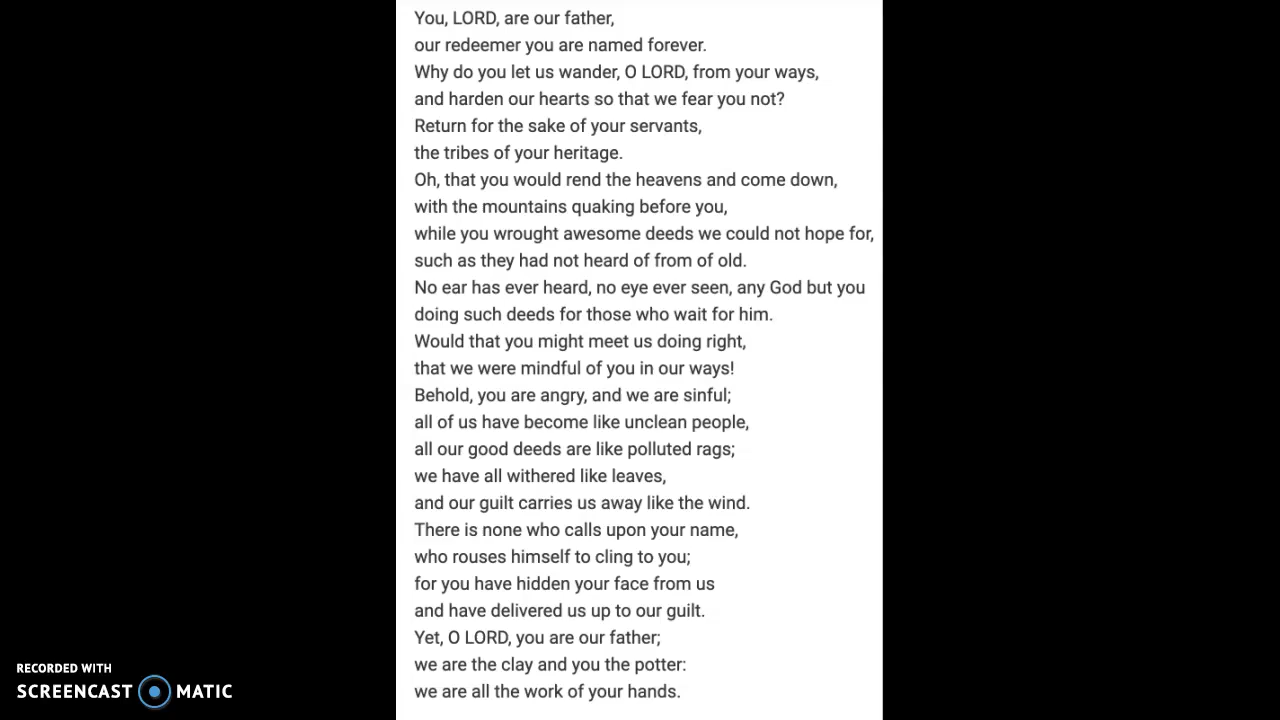 You, LORD, are our father,
our redeemer you are named forever.
Why do you let us wander, O LORD, from your ways,
and harden our hearts so that we fear you not?
Return for the sake of your servants,
the tribes of your heritage.
Oh, that you would rend the heavens and come down,
with the mountains quaking before you,
while you wrought awesome deeds we could not hope for,
such as they had not heard of from of old.
No ear has ever heard, no eye ever seen, any God but you
doing such deeds for those who wait for him.
Would that you might meet us doing right,
that we were mindful of you in our ways!
Behold, you are angry, and we are sinful;
all of us have become like unclean people,
all our good deeds are like polluted rags;
we have all withered like leaves,
and our guilt carries us away like the wind.
There is none who calls upon your name,
who rouses himself to cling to you;
for you have hidden your face from us
and have delivered us up to our guilt.
Yet, O LORD, you are our father;
we are the clay and you the potter:
we are all the work of your hands.
RECORDED WITH
SCREENCAST MATIC